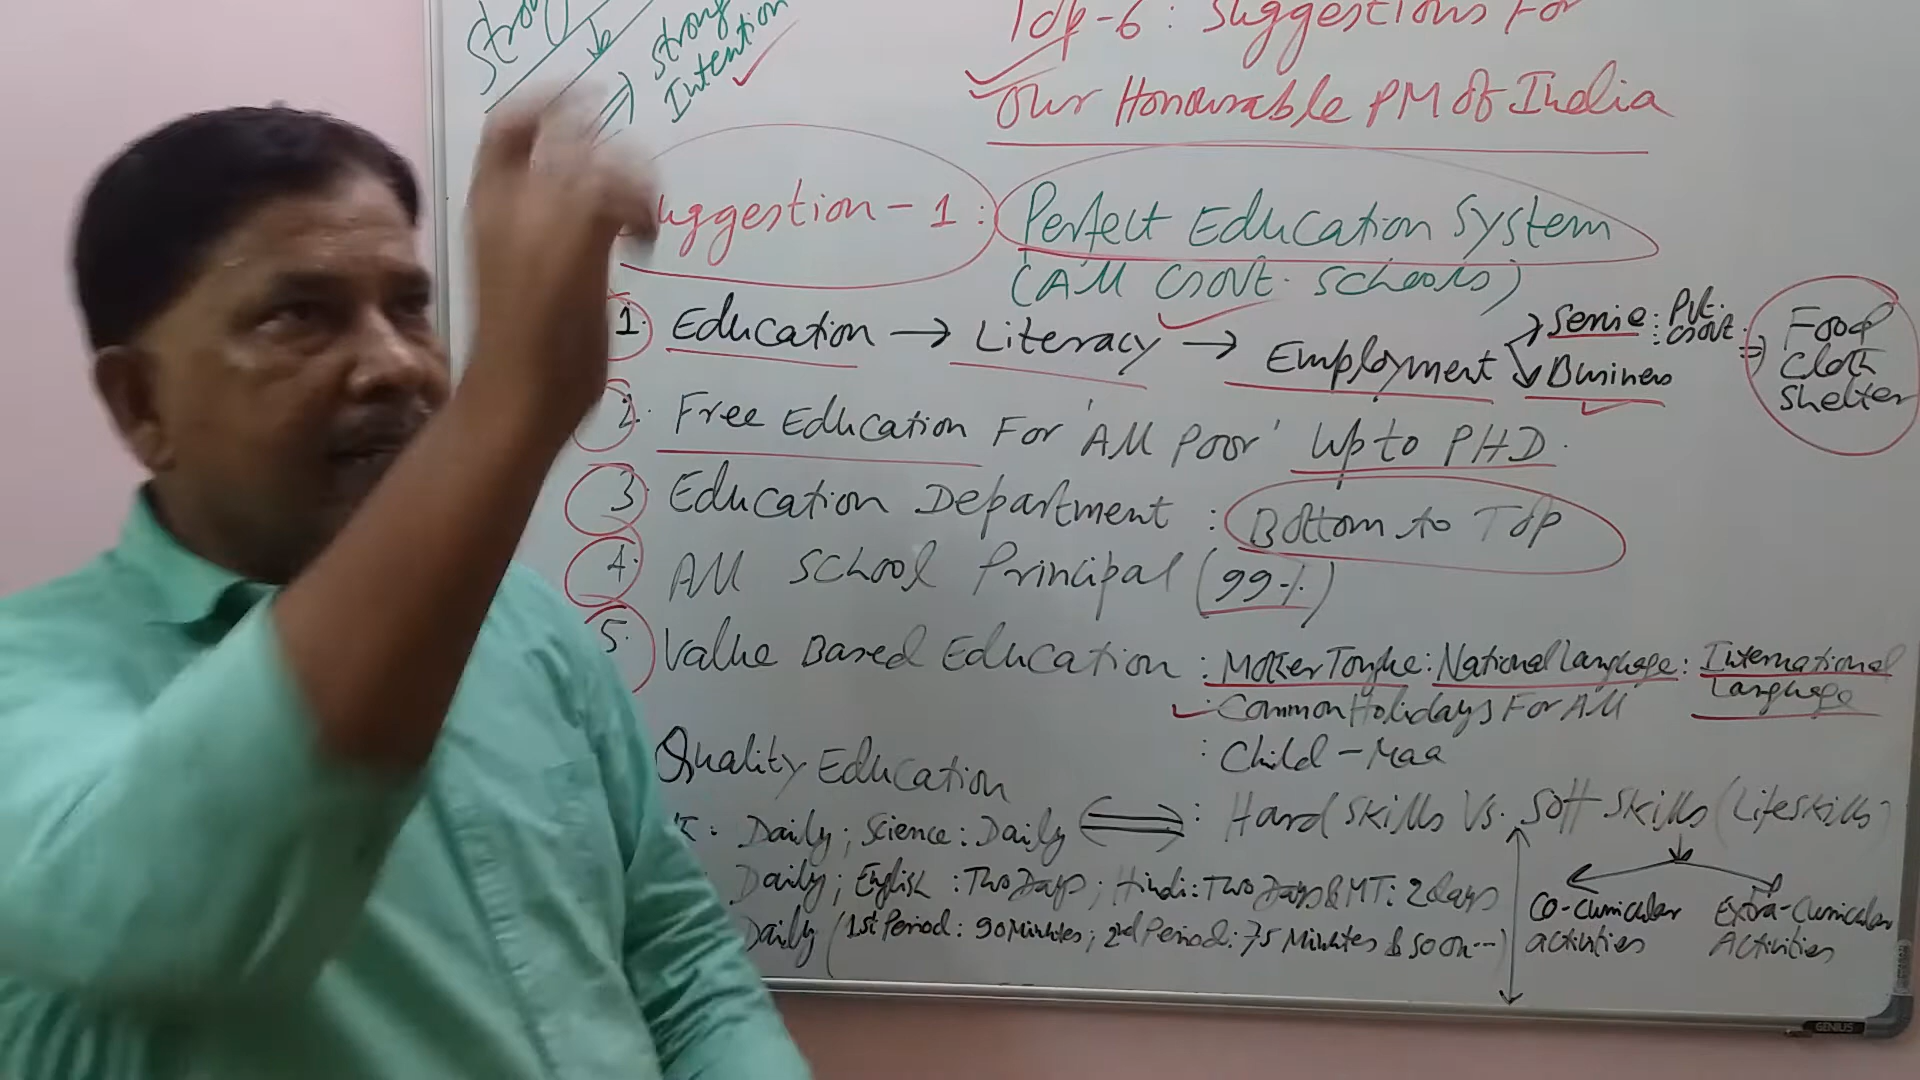 Strong
Strong
Intention
Top-6: Suggestions For
Our Honourable PM of India
Suggestion-1: Perfect Education System
(All Govt. Schools)
1. Education → Literacy → Employment
Service: Pvt.
Govt.
Business
Food
Cloth
Shelter
2. Free Education For 'All Poor' Up to PHD.
3. Education Department: Bottom to Top
4. All School Principal (99%)
5. Value Based Education: Mother Tongue: National Language: International
Language
: Common Holidays For All
: Child-Maa
Quality Education
: Daily; Science: Daily ⟺ : Hard Skills Vs. Soft Skills (Lifeskills)
Daily; English: Two Days; Hindi: Two Days & MT: 2 days
Daily (1st Period: 90 Minutes; 2nd Period: 75 Minutes & so on--)
Co-curricular
activities
Extra-Curricular
Activities
GENIUS